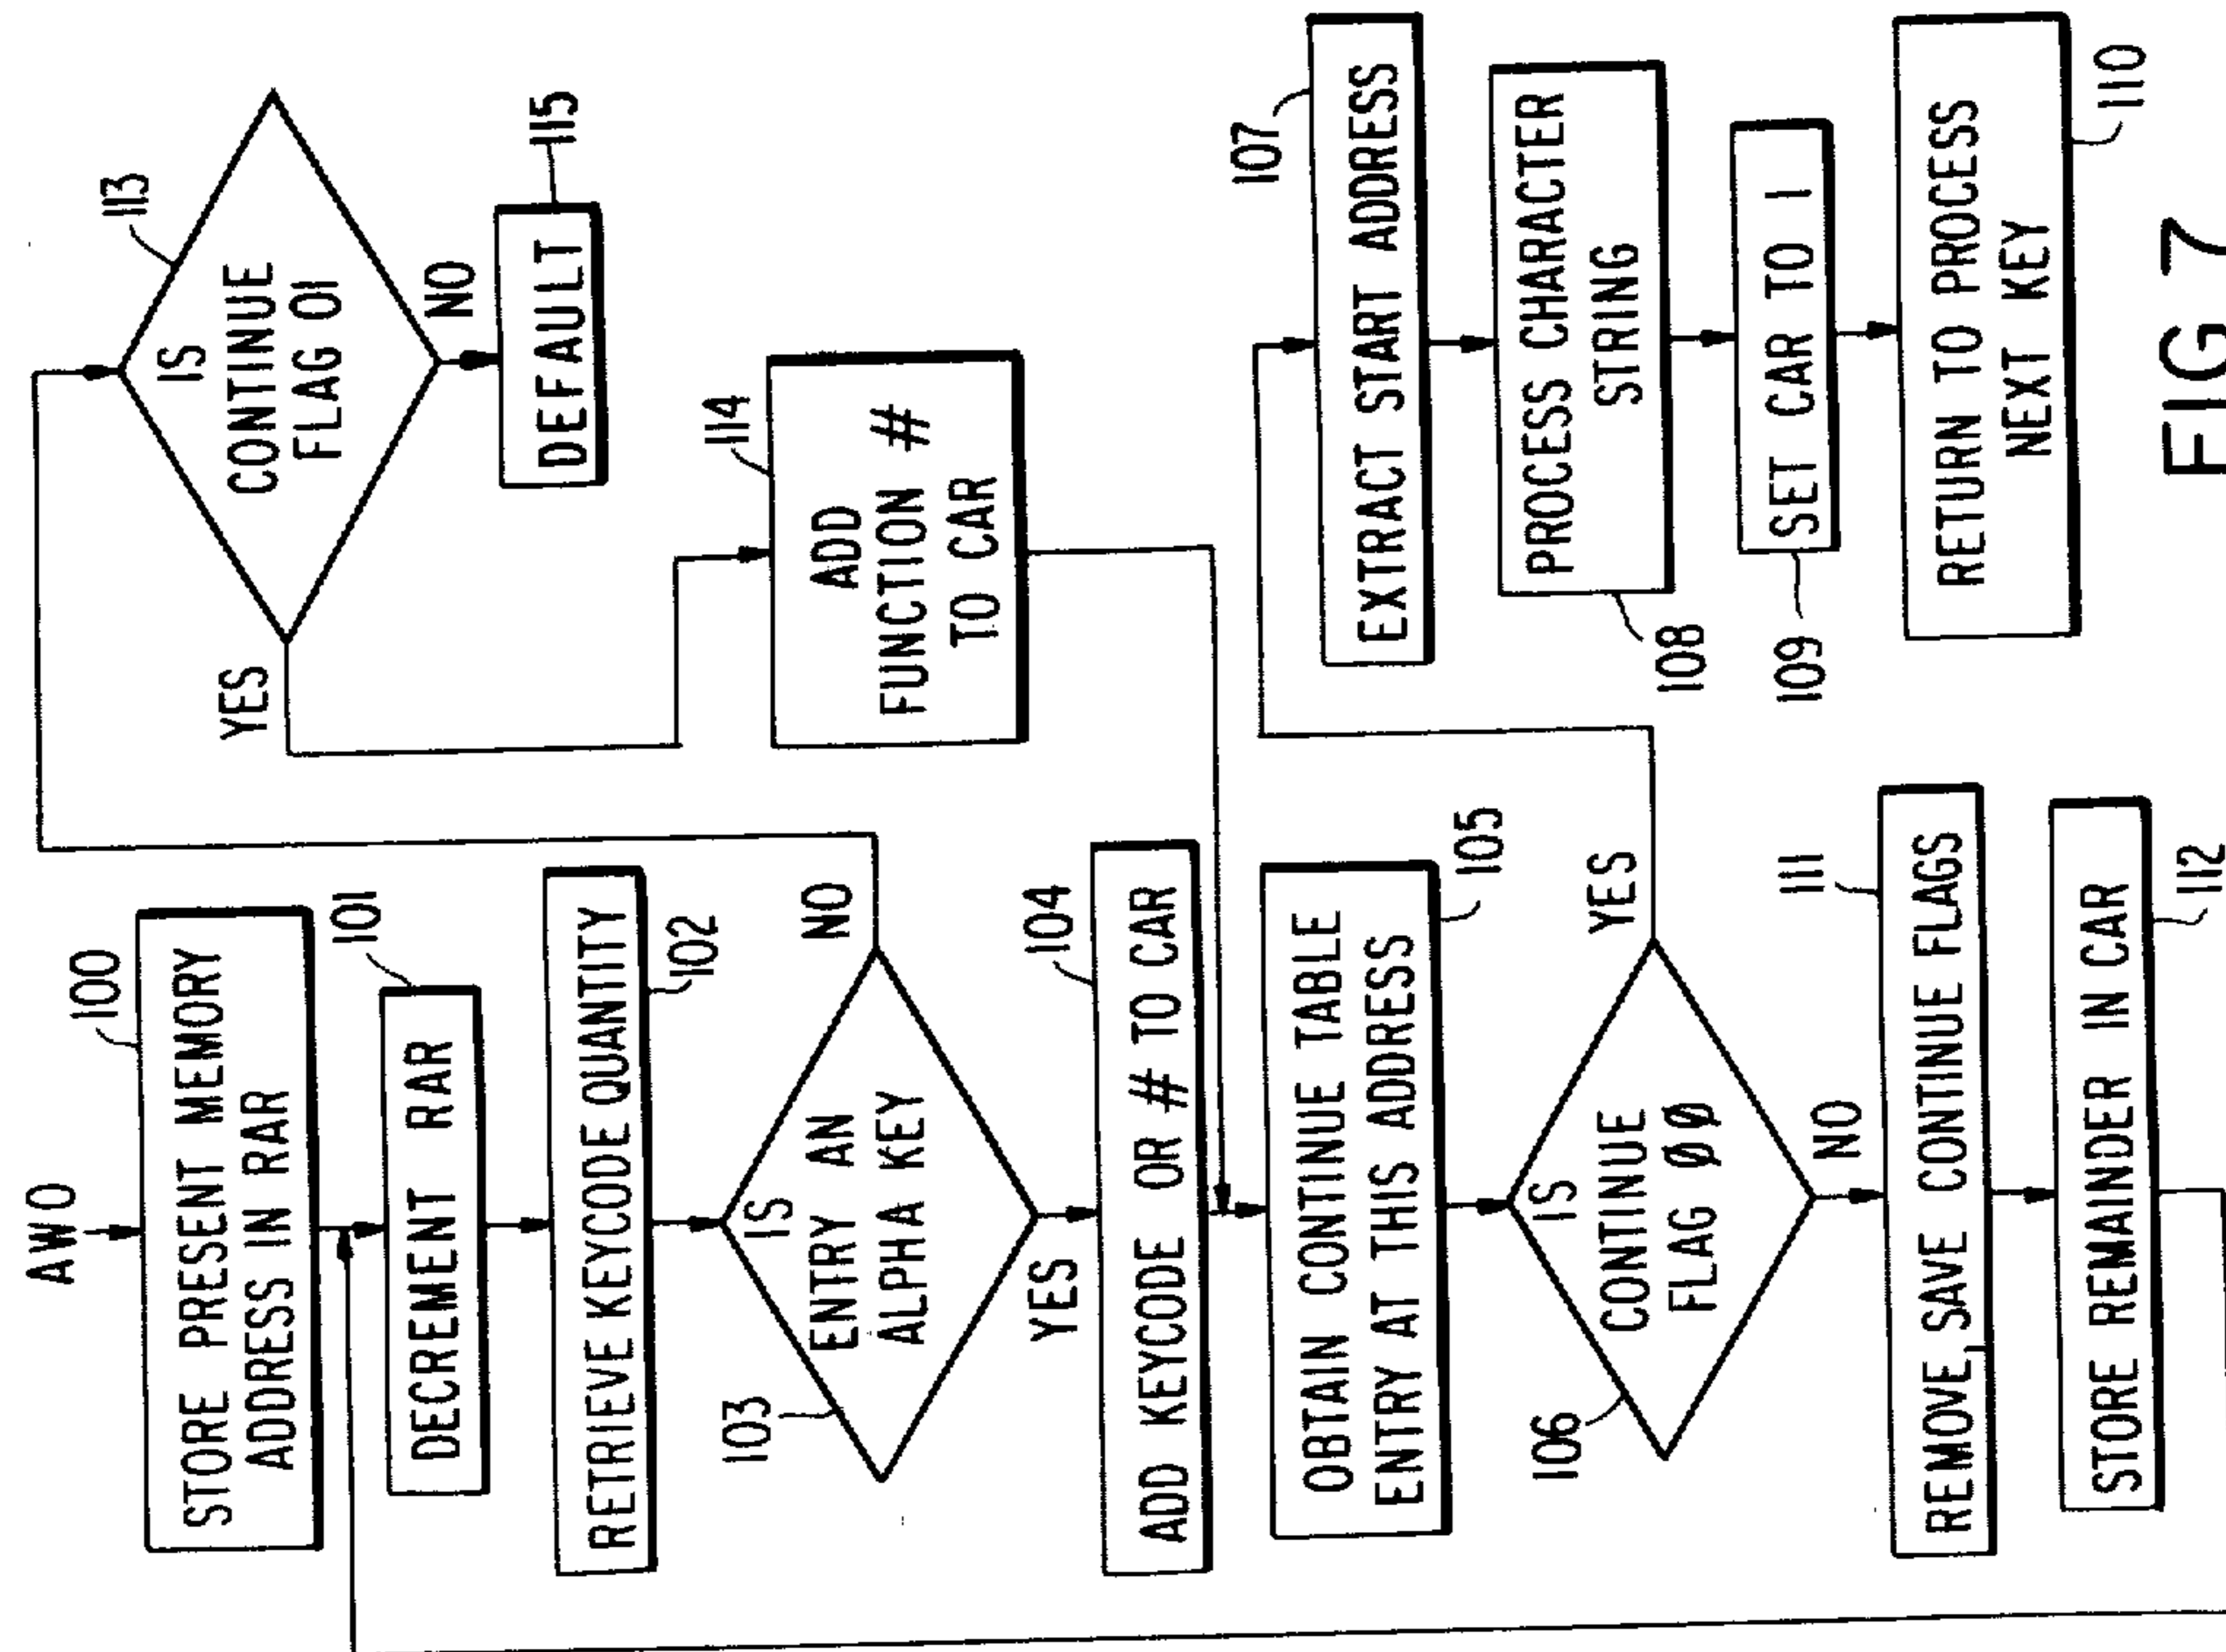 AWO
100
STORE PRESENT MEMORY
ADDRESS IN RAR
101
DECREMENT RAR
RETRIEVE KEYCODE QUANTITY
102
103
IS
ENTRY AN
ALPHA KEY
NO
YES
104
ADD KEYCODE OR # TO CAR
OBTAIN CONTINUE TABLE
ENTRY AT THIS ADDRESS
105
106
IS
CONTINUE
FLAG ØØ
YES
NO
111
REMOVE, SAVE CONTINUE FLAGS
STORE REMAINDER IN CAR
112
113
IS
CONTINUE
FLAG 01
YES
NO
115
DEFAULT
114
ADD
FUNCTION #
TO CAR
107
EXTRACT START ADDRESS
PROCESS CHARACTER
STRING
108
SET CAR TO 1
109
RETURN TO PROCESS
NEXT KEY
110
FIG 7